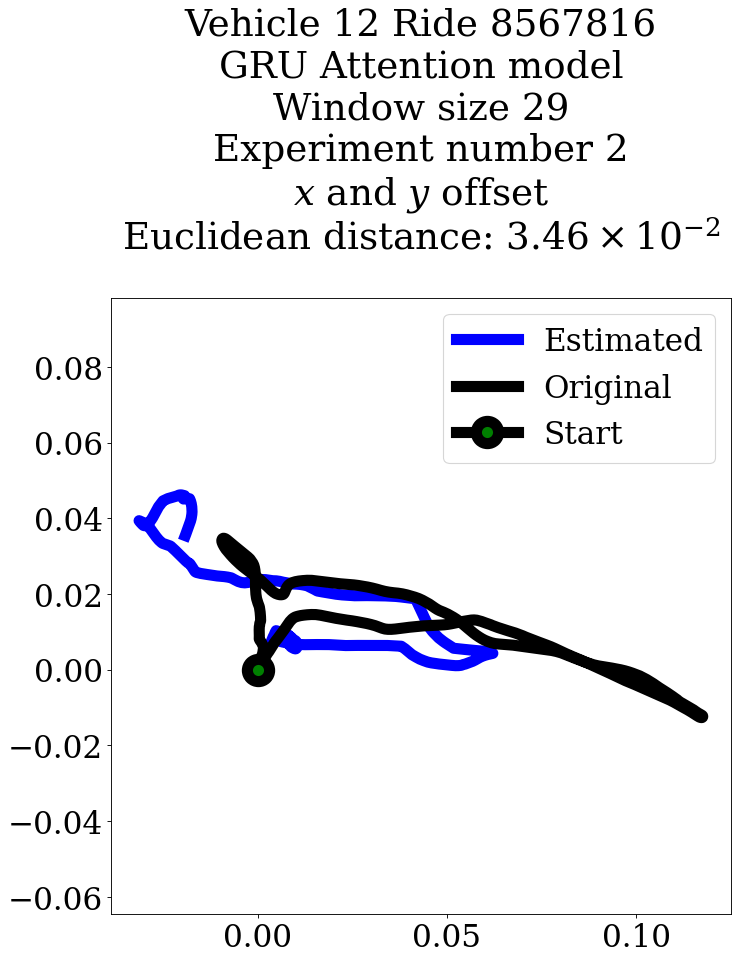 Vehicle 12 Ride 8567816
GRU Attention model
Window size 29
Experiment number 2
x and y offset
Euclidean distance: 3.46 × 10⁻²
Estimated
Original
Start
0.08
0.06
0.04
0.02
0.00
−0.02
−0.04
−0.06
0.00 0.05 0.10